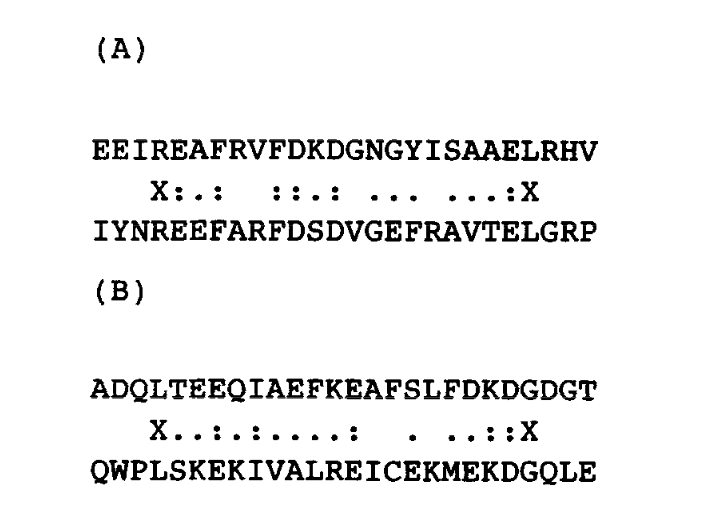 (A)
EEIREAFRVFDKDGNGYISAAELRHV
X:.: ::.: ... ...:X
IYNREEFARFDSDVGEFRAVTELGRP
(B)
ADQLTEEQIAEFKEAFSLFDKDGDGT
X..:.:....: . ..::X
QWPLSKEKIVALREICEKMEKDGQLE